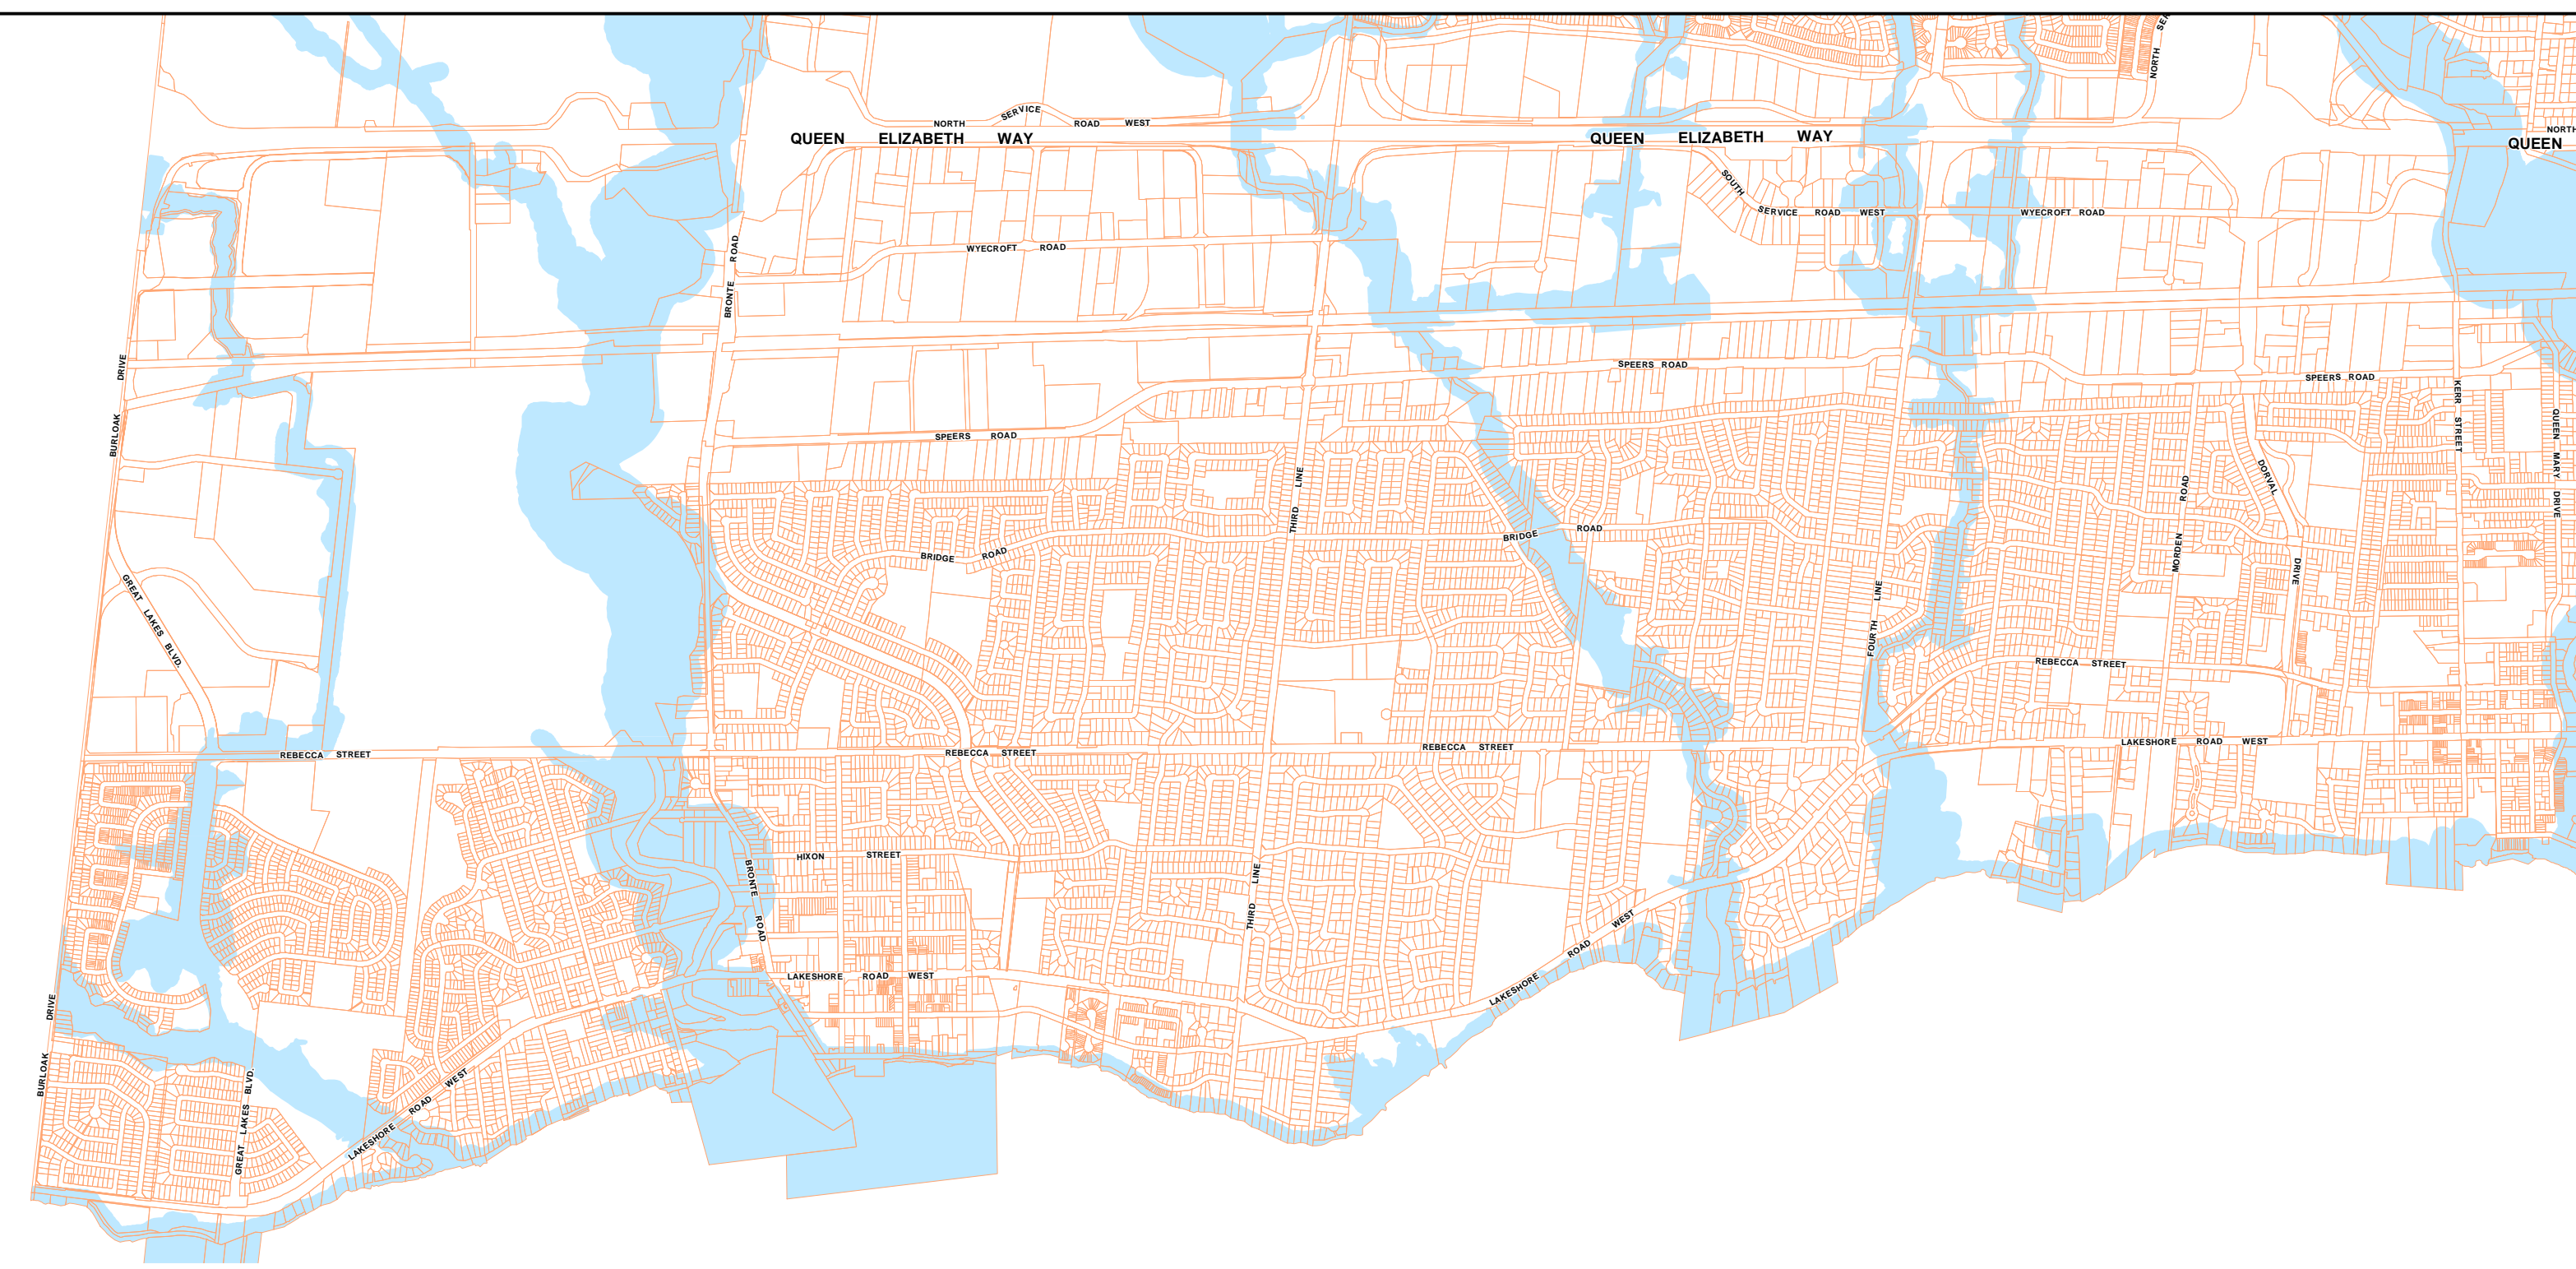 NORTH SER
NORTH SERVICE ROAD WEST
NORTH
QUEEN ELIZABETH WAY
QUEEN ELIZABETH WAY
QUEEN
SOUTH SERVICE ROAD WEST
WYECROFT ROAD
WYECROFT ROAD
BRONTE ROAD
BURLOAK DRIVE
SPEERS ROAD
SPEERS ROAD
SPEERS ROAD
KERR STREET
QUEEN MARY DRIVE
THIRD LINE
DORVAL DRIVE
MORDEN ROAD
BRIDGE ROAD
BRIDGE ROAD
GREAT LAKES BLVD.
FOURTH LINE
REBECCA STREET
REBECCA STREET
REBECCA STREET
REBECCA STREET
LAKESHORE ROAD WEST
HIXON STREET
BRONTE ROAD
THIRD LINE
LAKESHORE ROAD WEST
LAKESHORE ROAD WEST
BURLOAK DRIVE
GREAT LAKES BLVD.
LAKESHORE ROAD WEST